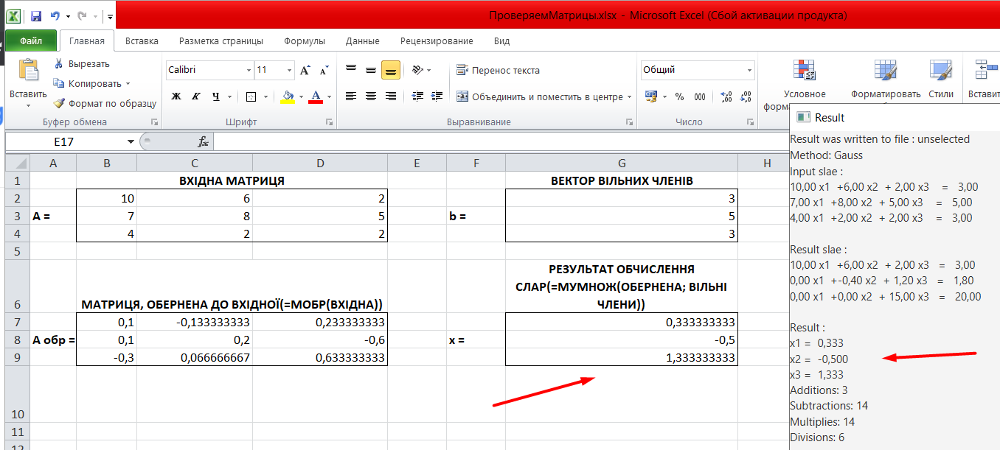 ПроверяемМатрицы.xlsx - Microsoft Excel (Сбой активации продукта)
Файл Главная Вставка Разметка страницы Формулы Данные Рецензирование Вид
Вставить
Вырезать
Копировать
Формат по образцу
Буфер обмена
Calibri 11
Ж К Ч А
Шрифт
Перенос текста
Объединить и поместить в центре
Выравнивание
Общий
% 000 ,00 ,0
Число
Условное
форм
Форматировать
Стили
Встави
E17 fx
A B C D E F G H
1 ВХІДНА МАТРИЦЯ ВЕКТОР ВІЛЬНИХ ЧЛЕНІВ
2 10 6 2 3
3 А = 7 8 5 b = 5
4 4 2 2 3
5
РЕЗУЛЬТАТ ОБЧИСЛЕННЯ
СЛАР(=МУМНОЖ(ОБЕРНЕНА; ВІЛЬНІ
6 МАТРИЦЯ, ОБЕРНЕНА ДО ВХІДНОЇ(=МОБР(ВХІДНА)) ЧЛЕНИ))
7 0,1 -0,133333333 0,233333333 0,333333333
8 А обр = 0,1 0,2 -0,6 x = -0,5
9 -0,3 0,066666667 0,633333333 1,333333333
10
11
12
Result
Result was written to file : unselected
Method: Gauss
Input slae :
10,00 x1 +6,00 x2 + 2,00 x3 = 3,00
7,00 x1 +8,00 x2 + 5,00 x3 = 5,00
4,00 x1 +2,00 x2 + 2,00 x3 = 3,00
Result slae :
10,00 x1 +6,00 x2 + 2,00 x3 = 3,00
0,00 x1 +-0,40 x2 + 1,20 x3 = 1,80
0,00 x1 +0,00 x2 + 15,00 x3 = 20,00
Result :
x1 = 0,333
x2 = -0,500
x3 = 1,333
Additions: 3
Subtractions: 14
Multiplies: 14
Divisions: 6